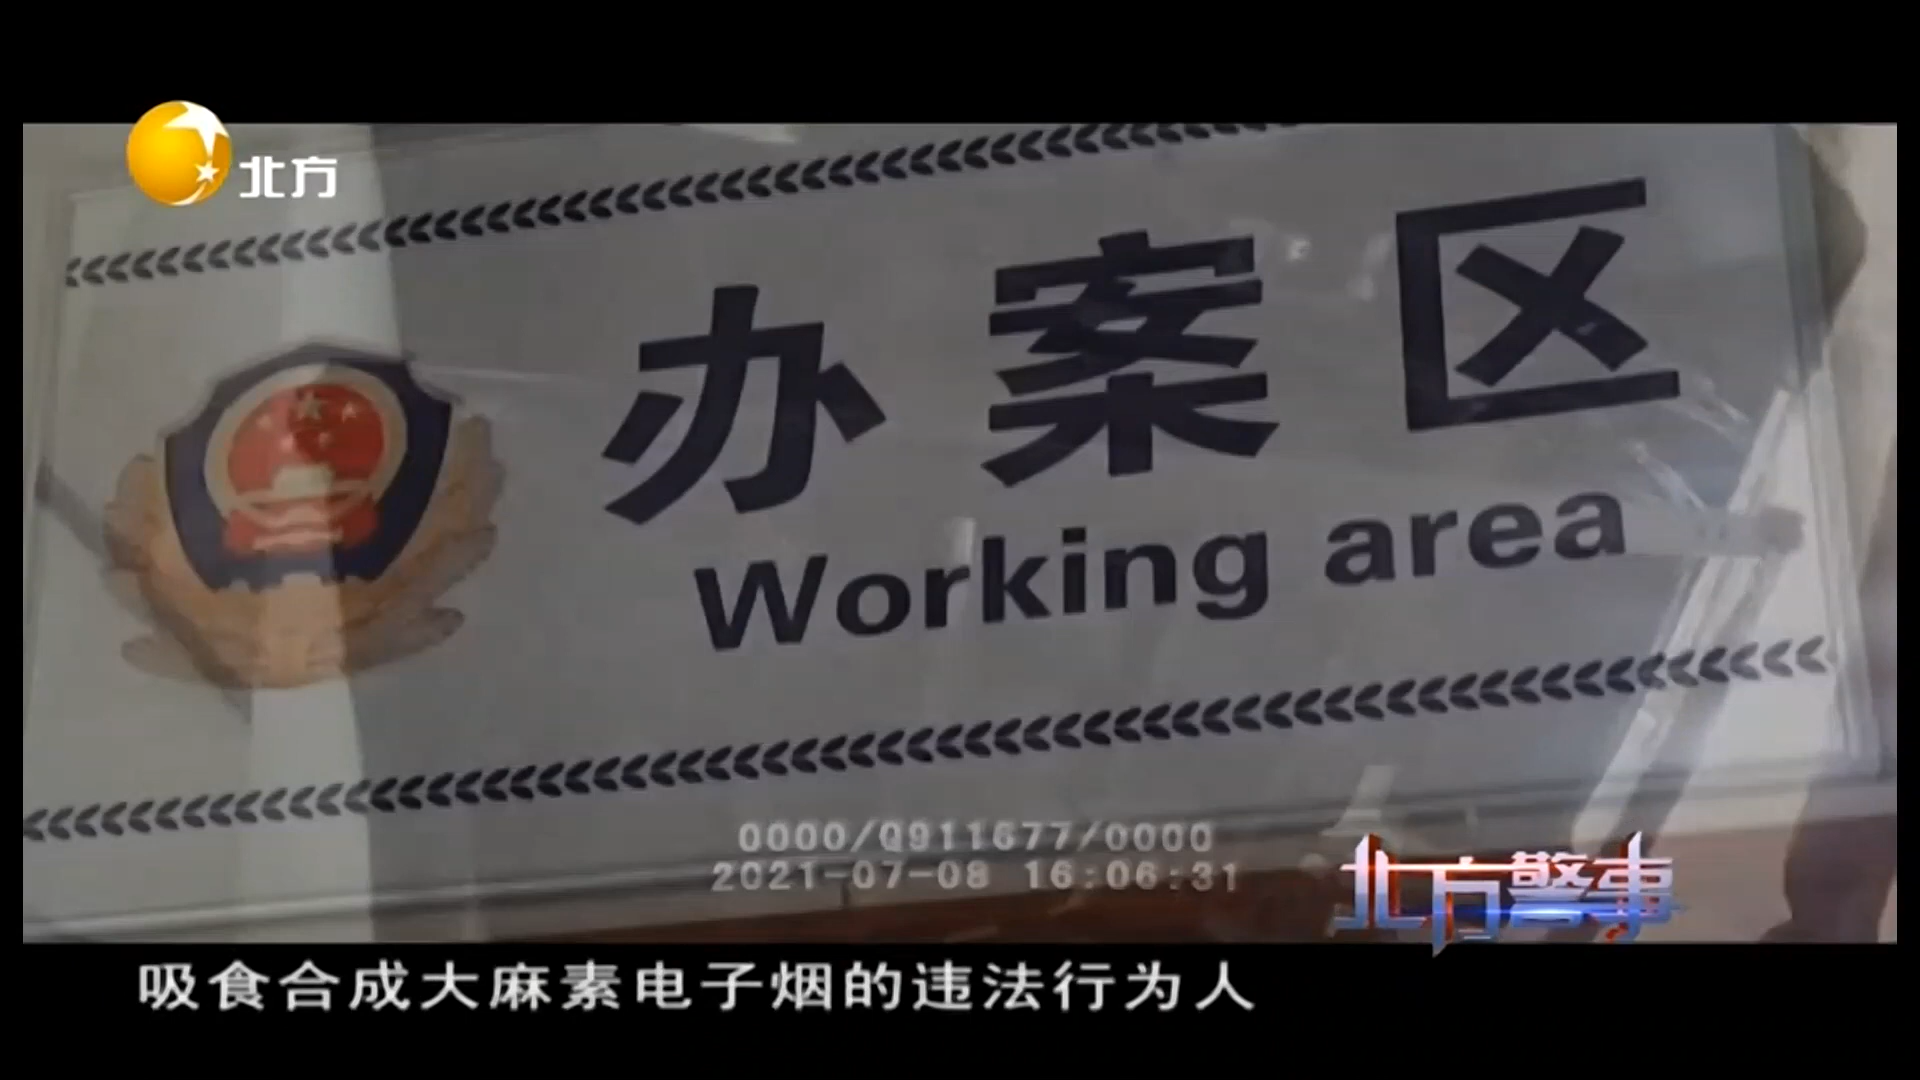 北方
办案区
Working area
0000/Q911677/0000
2021-07-08 16:06:31
北方警事
吸食合成大麻素电子烟的违法行为人